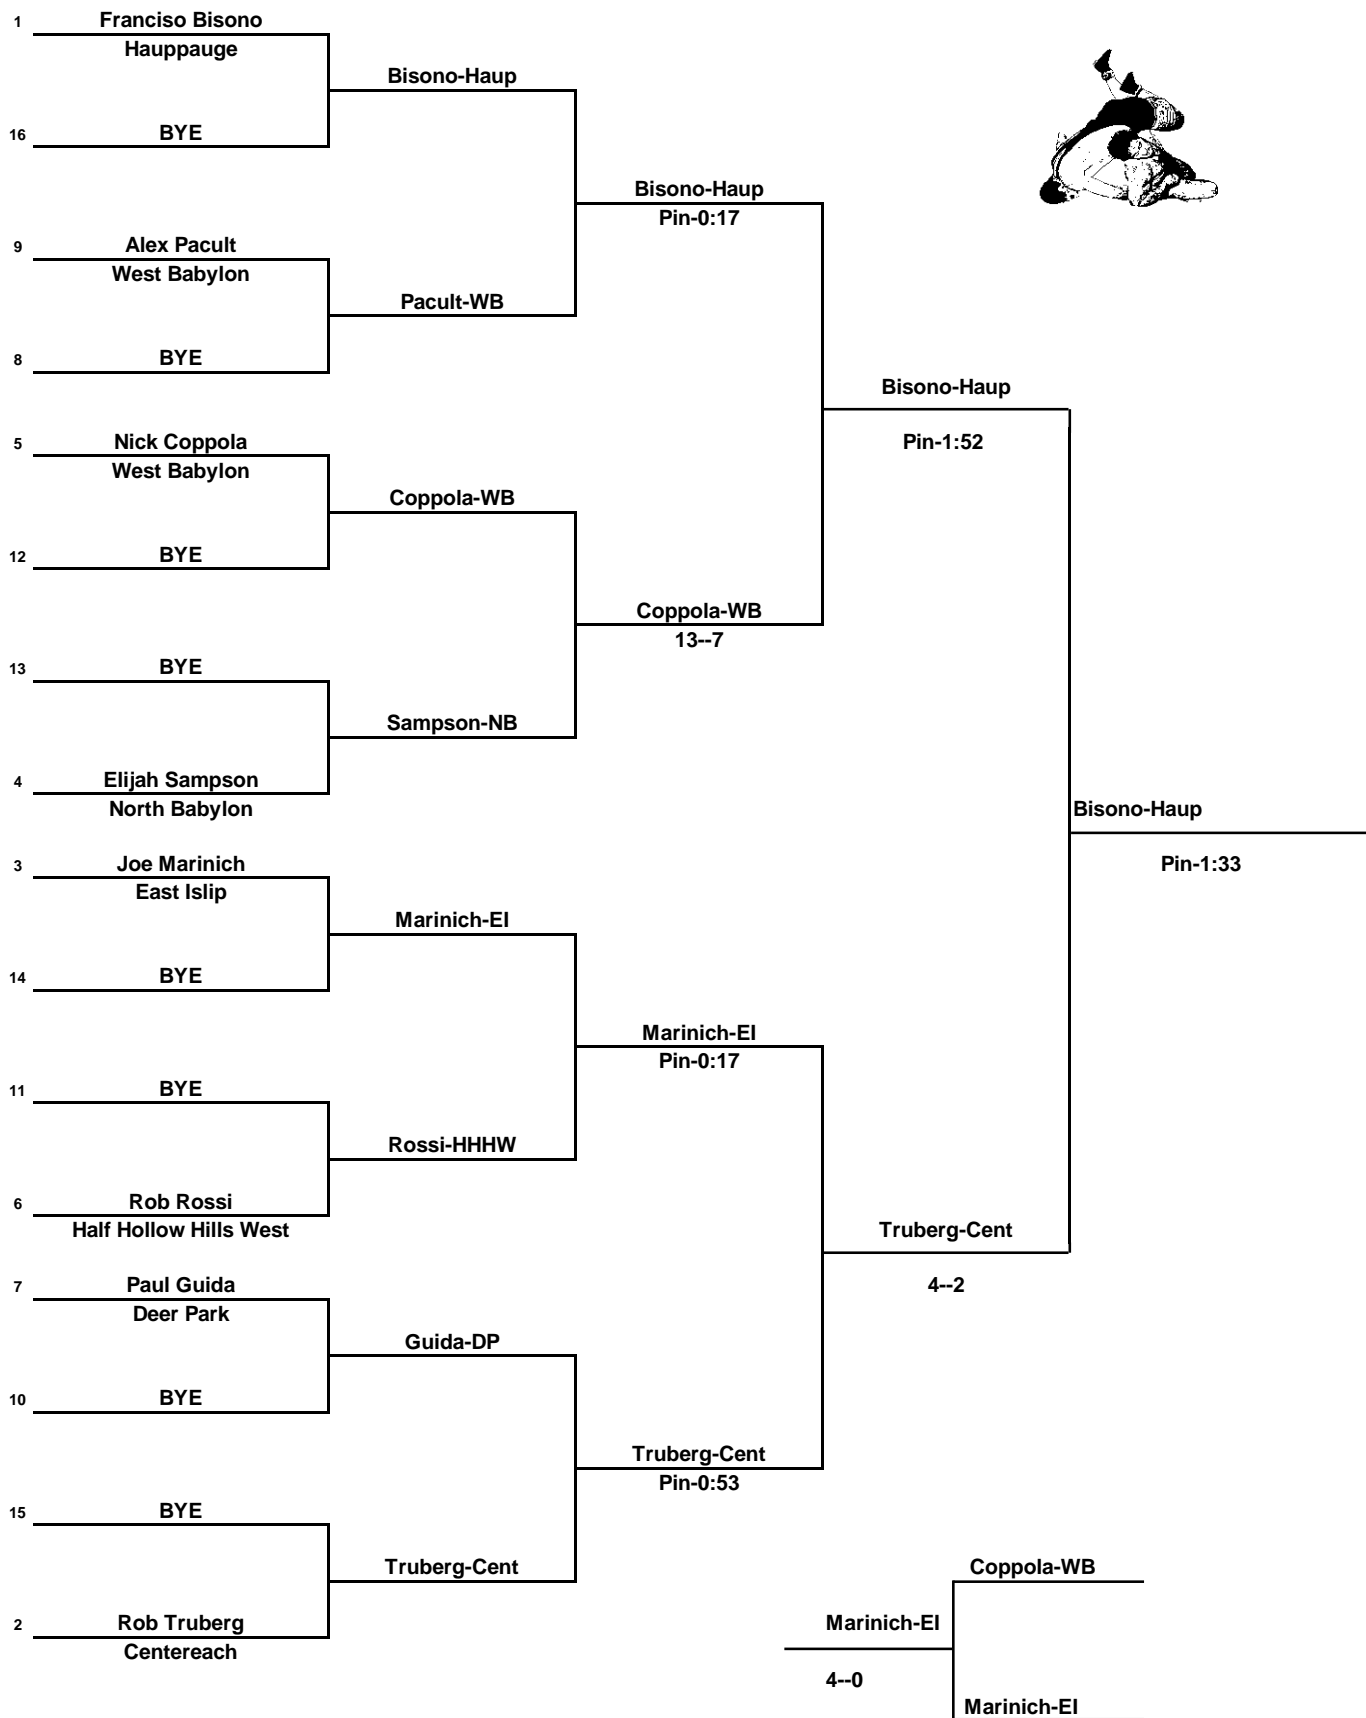 1 Franciso Bisono
Hauppauge
Bisono-Haup
16 BYE
Bisono-Haup
Pin-0:17
9 Alex Pacult
West Babylon
Pacult-WB
8 BYE
Bisono-Haup
Pin-1:52
5 Nick Coppola
West Babylon
Coppola-WB
12 BYE
Coppola-WB
13--7
13 BYE
Sampson-NB
4 Elijah Sampson
North Babylon
Bisono-Haup
Pin-1:33
3 Joe Marinich
East Islip
Marinich-EI
14 BYE
Marinich-EI
Pin-0:17
11 BYE
Rossi-HHHW
6 Rob Rossi
Half Hollow Hills West
Truberg-Cent
4--2
7 Paul Guida
Deer Park
Guida-DP
10 BYE
Truberg-Cent
Pin-0:53
15 BYE
Truberg-Cent
2 Rob Truberg
Centereach
Coppola-WB
Marinich-EI
4--0
Marinich-EI